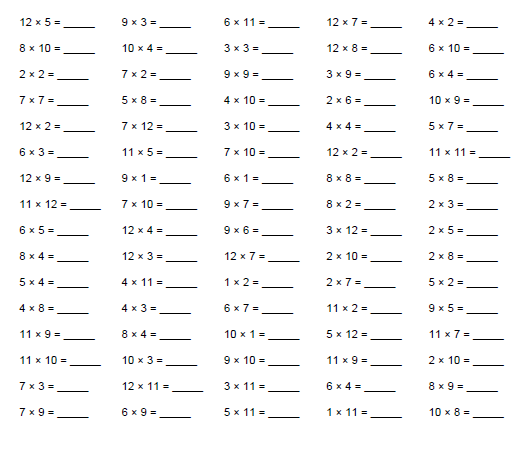 12 × 5 = _____ 9 × 3 = _____ 6 × 11 = _____ 12 × 7 = _____ 4 × 2 = _____
8 × 10 = _____ 10 × 4 = _____ 3 × 3 = _____ 12 × 8 = _____ 6 × 10 = _____
2 × 2 = _____ 7 × 2 = _____ 9 × 9 = _____ 3 × 9 = _____ 6 × 4 = _____
7 × 7 = _____ 5 × 8 = _____ 4 × 10 = _____ 2 × 6 = _____ 10 × 9 = _____
12 × 2 = _____ 7 × 12 = _____ 3 × 10 = _____ 4 × 4 = _____ 5 × 7 = _____
6 × 3 = _____ 11 × 5 = _____ 7 × 10 = _____ 12 × 2 = _____ 11 × 11 = _____
12 × 9 = _____ 9 × 1 = _____ 6 × 1 = _____ 8 × 8 = _____ 5 × 8 = _____
11 × 12 = _____ 7 × 10 = _____ 9 × 7 = _____ 8 × 2 = _____ 2 × 3 = _____
6 × 5 = _____ 12 × 4 = _____ 9 × 6 = _____ 3 × 12 = _____ 2 × 5 = _____
8 × 4 = _____ 12 × 3 = _____ 12 × 7 = _____ 2 × 10 = _____ 2 × 8 = _____
5 × 4 = _____ 4 × 11 = _____ 1 × 2 = _____ 2 × 7 = _____ 5 × 2 = _____
4 × 8 = _____ 4 × 3 = _____ 6 × 7 = _____ 11 × 2 = _____ 9 × 5 = _____
11 × 9 = _____ 8 × 4 = _____ 10 × 1 = _____ 5 × 12 = _____ 11 × 7 = _____
11 × 10 = _____ 10 × 3 = _____ 9 × 10 = _____ 11 × 9 = _____ 2 × 10 = _____
7 × 3 = _____ 12 × 11 = _____ 3 × 11 = _____ 6 × 4 = _____ 8 × 9 = _____
7 × 9 = _____ 6 × 9 = _____ 5 × 11 = _____ 1 × 11 = _____ 10 × 8 = _____